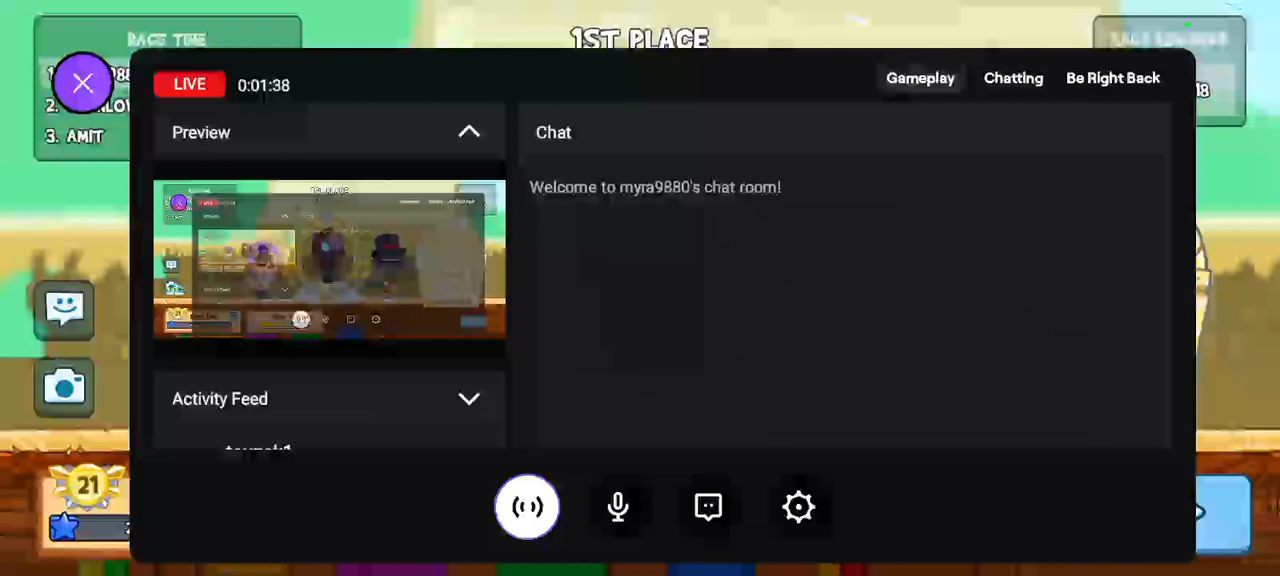 RACE TIME
1ST PLACE
LIVE
0:01:38
Gameplay
Chatting
Be Right Back
2.
3. AMIT
Preview
Chat
Welcome to myra9880's chat room!
Activity Feed
21